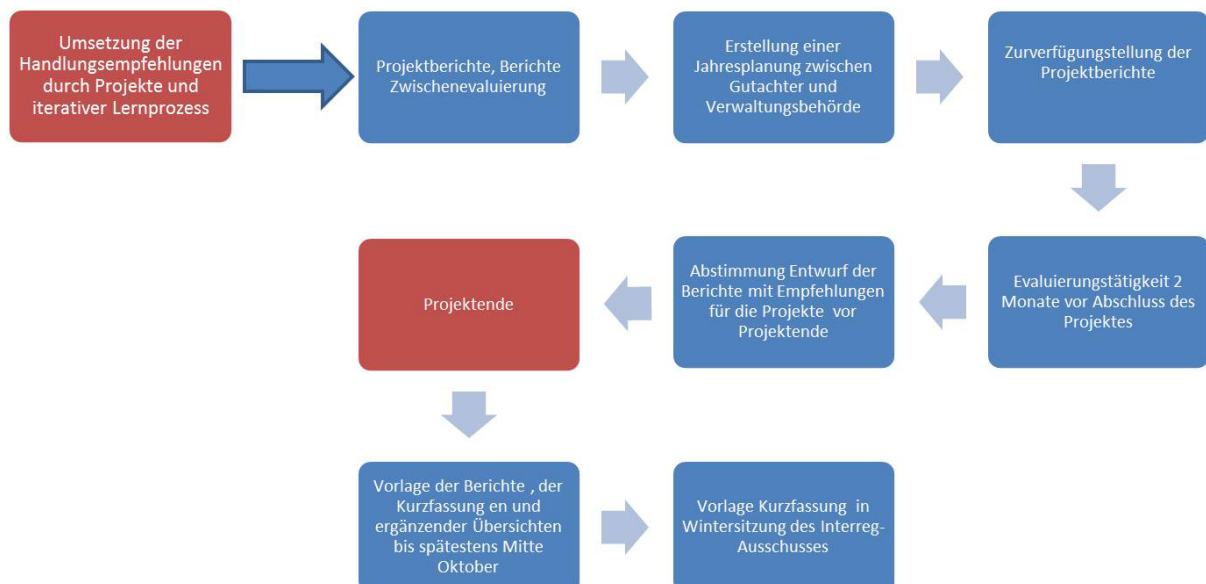 Umsetzung der
Handlungsempfehlungen
durch Projekte und
iterativer Lernprozess
Projektberichte, Berichte
Zwischenevaluierung
Erstellung einer
Jahresplanung zwischen
Gutachter und
Verwaltungsbehörde
Zurverfügungstellung der
Projektberichte
Evaluierungstätigkeit 2
Monate vor Abschluss des
Projektes
Abstimmung Entwurf der
Berichte mit Empfehlungen
für die Projekte vor
Projektende
Projektende
Vorlage der Berichte , der
Kurzfassung en und
ergänzender Übersichten
bis spätestens Mitte
Oktober
Vorlage Kurzfassung in
Wintersitzung des Interreg-
Ausschusses